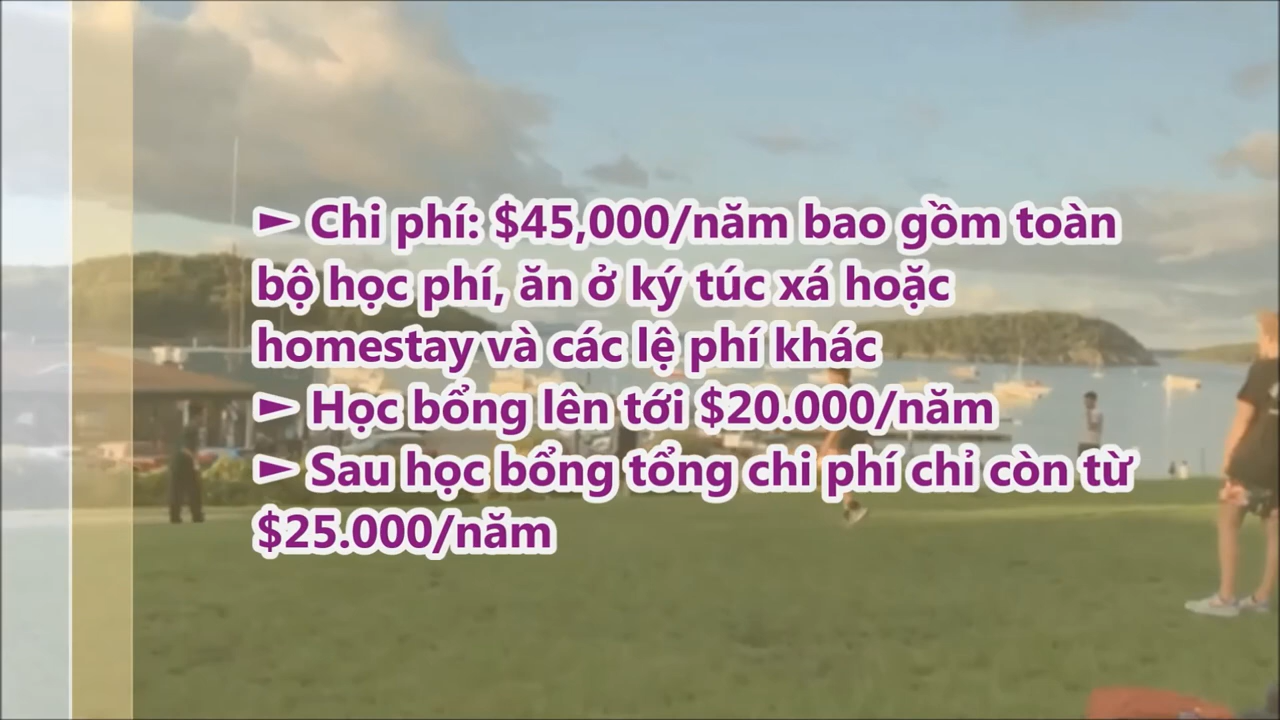 ► Chi phí: $45,000/năm bao gồm toàn
bộ học phí, ăn ở ký túc xá hoặc
homestay và các lệ phí khác
► Học bổng lên tới $20.000/năm
► Sau học bổng tổng chi phí chỉ còn từ
$25.000/năm